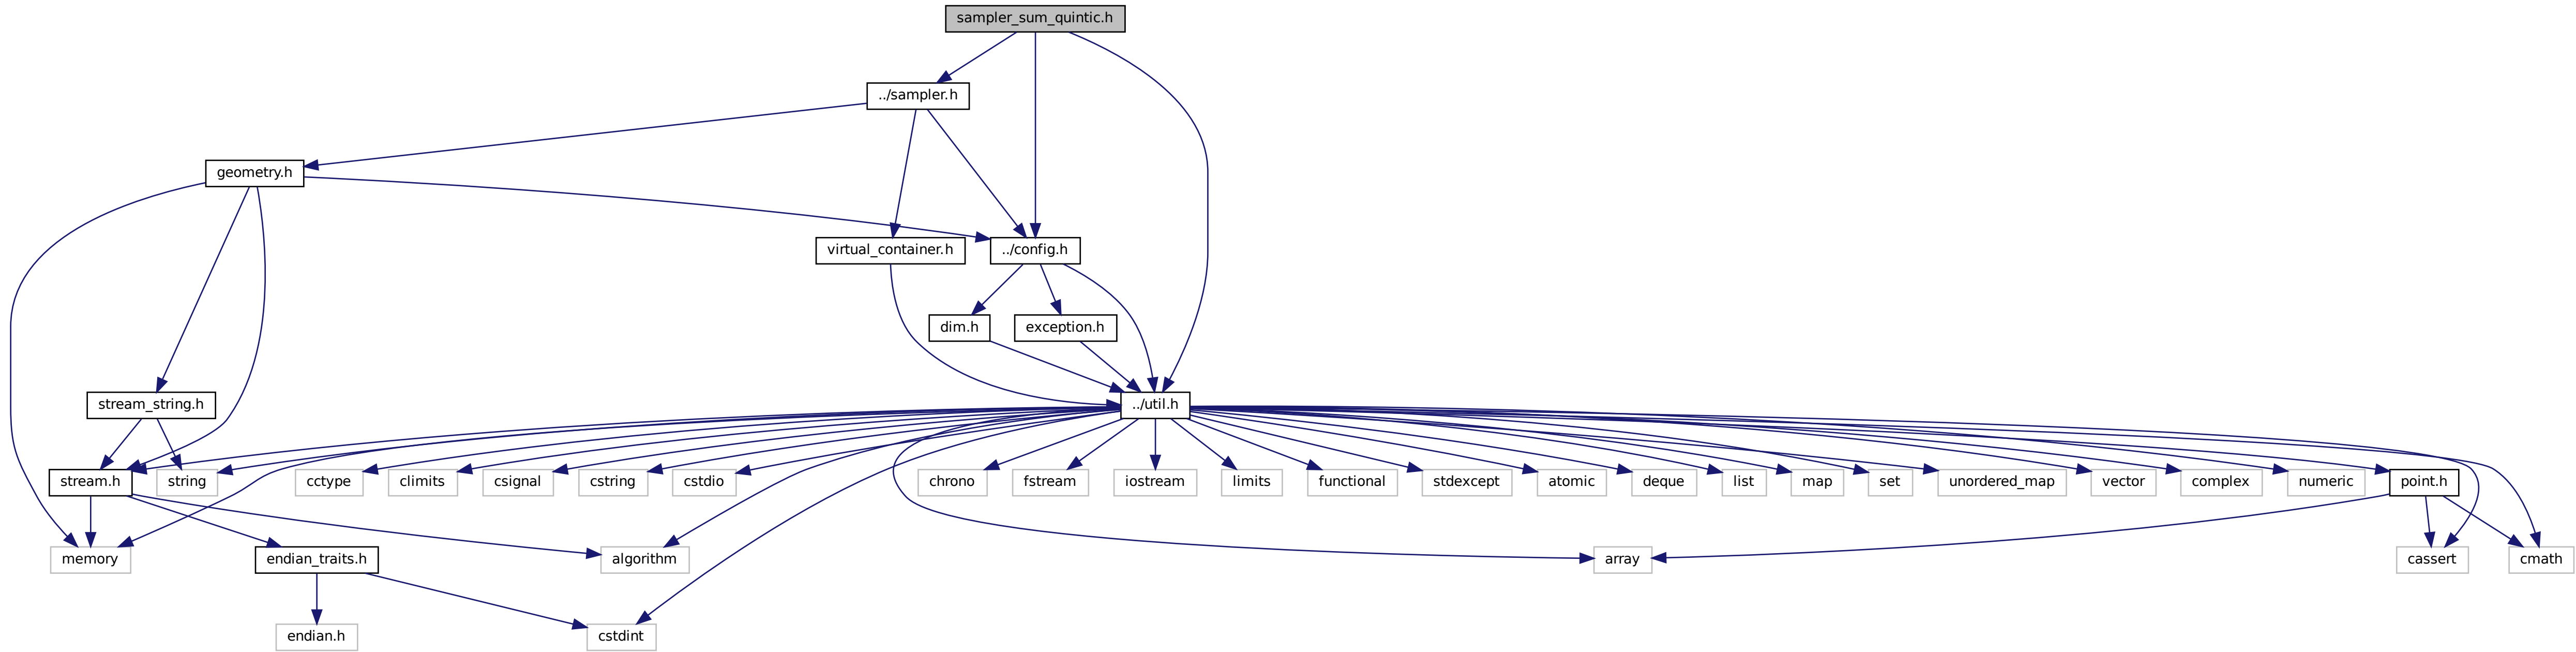 sampler_sum_quintic.h
../sampler.h
geometry.h
virtual_container.h
../config.h
dim.h
exception.h
stream_string.h
../util.h
stream.h
string
cctype
climits
csignal
cstring
cstdio
chrono
fstream
iostream
limits
functional
stdexcept
atomic
deque
list
map
set
unordered_map
vector
complex
numeric
point.h
memory
endian_traits.h
algorithm
array
cassert
cmath
endian.h
cstdint